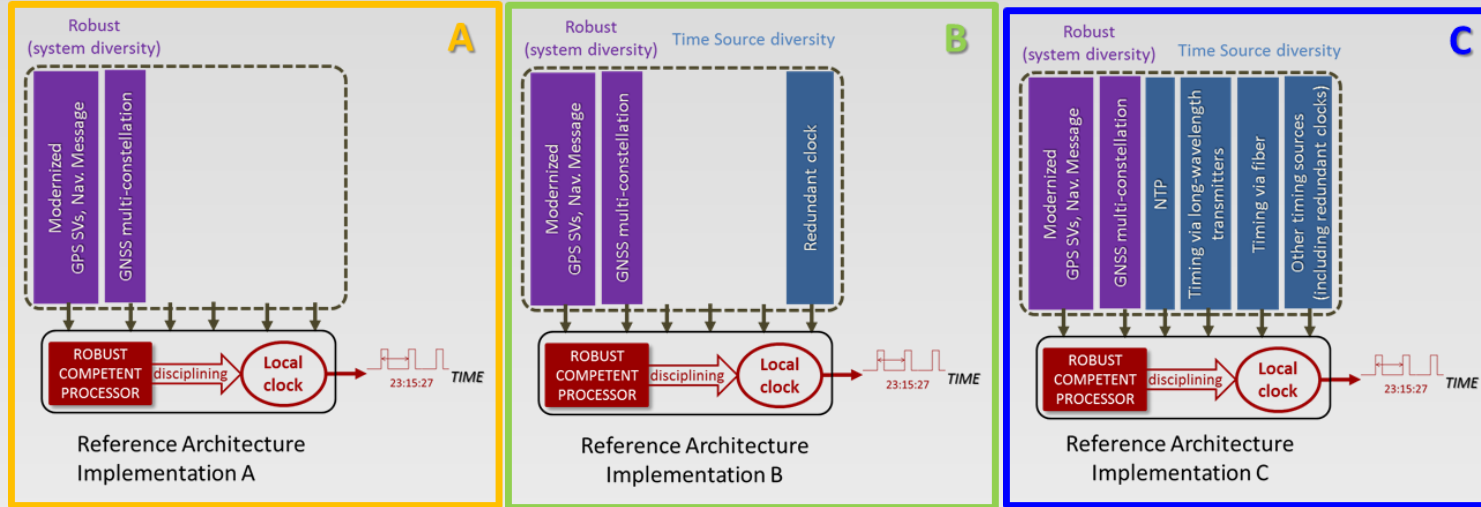 A
Robust
(system diversity)
Modernized
GPS SVs, Nav. Message
GNSS multi-constellation
ROBUST
COMPETENT
PROCESSOR
disciplining
Local
clock
23:15:27
TIME
Reference Architecture
Implementation A
B
Robust
(system diversity)
Time Source diversity
Modernized
GPS SVs, Nav. Message
GNSS multi-constellation
Redundant clock
ROBUST
COMPETENT
PROCESSOR
disciplining
Local
clock
23:15:27
TIME
Reference Architecture
Implementation B
C
Robust
(system diversity)
Time Source diversity
Modernized
GPS SVs, Nav. Message
GNSS multi-constellation
NTP
Timing via long-wavelength
transmitters
Timing via fiber
Other timing sources
(including redundant clocks)
ROBUST
COMPETENT
PROCESSOR
disciplining
Local
clock
23:15:27
TIME
Reference Architecture
Implementation C